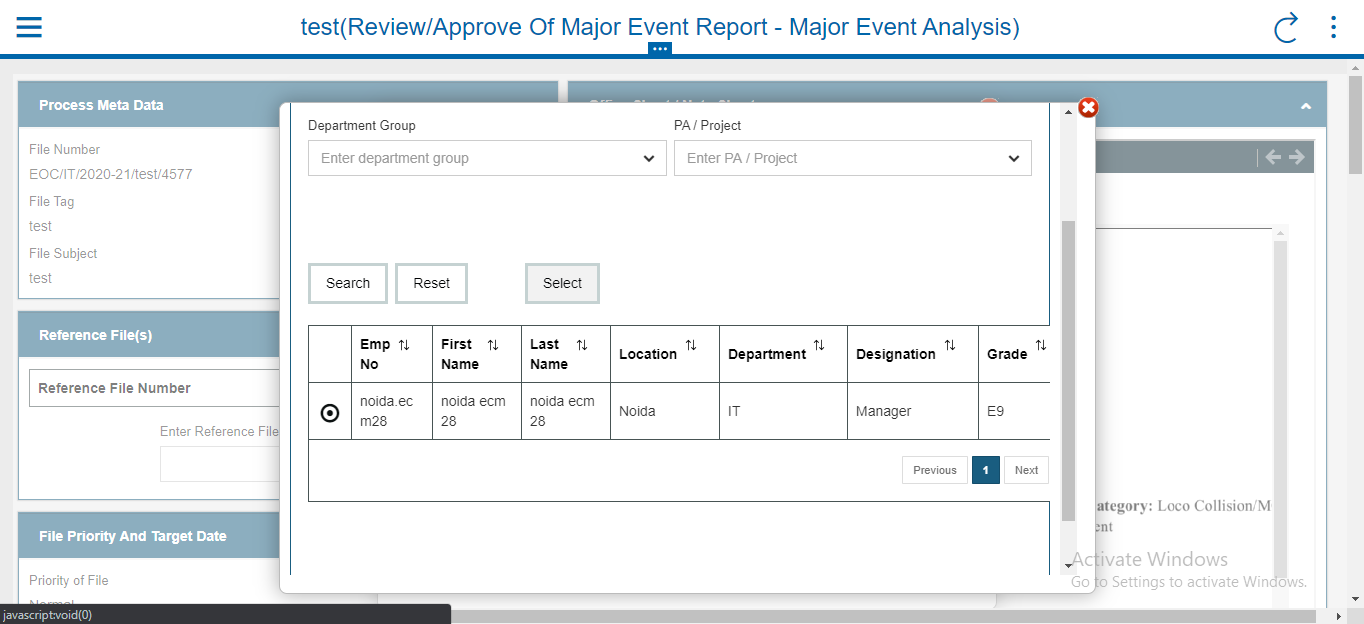 test(Review/Approve Of Major Event Report - Major Event Analysis)
Process Meta Data
File Number
EOC/IT/2020-21/test/4577
File Tag
test
File Subject
test
Reference File(s)
Reference File Number
Enter Reference File
File Priority And Target Date
Priority of File
Normal
Department Group
PA / Project
Enter department group
Enter PA / Project
Search
Reset
Select
Emp No
First Name
Last Name
Location
Department
Designation
Grade
noida.ec
m28
noida ecm
28
noida ecm
28
Noida
IT
Manager
E9
Previous
1
Next
ategory: Loco Collision/M
ent
Activate Windows
Go to Settings to activate Windows.
javascript:void(0)